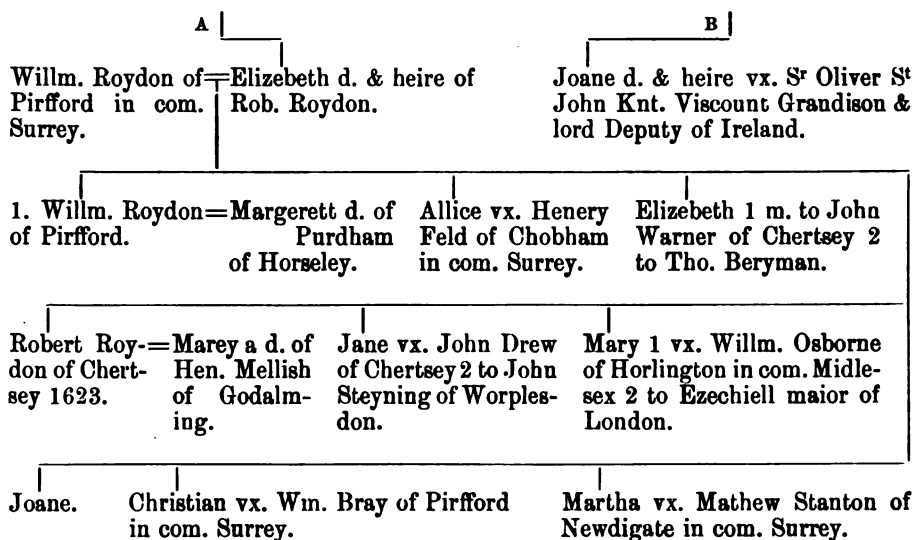 A
B
Willm. Roydon of=Elizebeth d. & heire of
Pirfford in com. Rob. Roydon.
Surrey.
Joane d. & heire vx. Sr Oliver St
John Knt. Viscount Grandison &
lord Deputy of Ireland.
1. Willm. Roydon=Margerett d. of
of Pirfford. Purdham
of Horseley.
Allice vx. Henery
Feld of Chobham
in com. Surrey.
Elizebeth 1 m. to John
Warner of Chertsey 2
to Tho. Beryman.
Robert Roy-=Marey a d. of
don of Chert- Hen. Mellish
sey 1623. of Godalm-
ing.
Jane vx. John Drew
of Chertsey 2 to John
Steyning of Worples-
don.
Mary 1 vx. Willm. Osborne
of Horlington in com. Midle-
sex 2 to Ezechiell maior of
London.
Joane.
Christian vx. Wm. Bray of Pirfford
in com. Surrey.
Martha vx. Mathew Stanton of
Newdigate in com. Surrey.